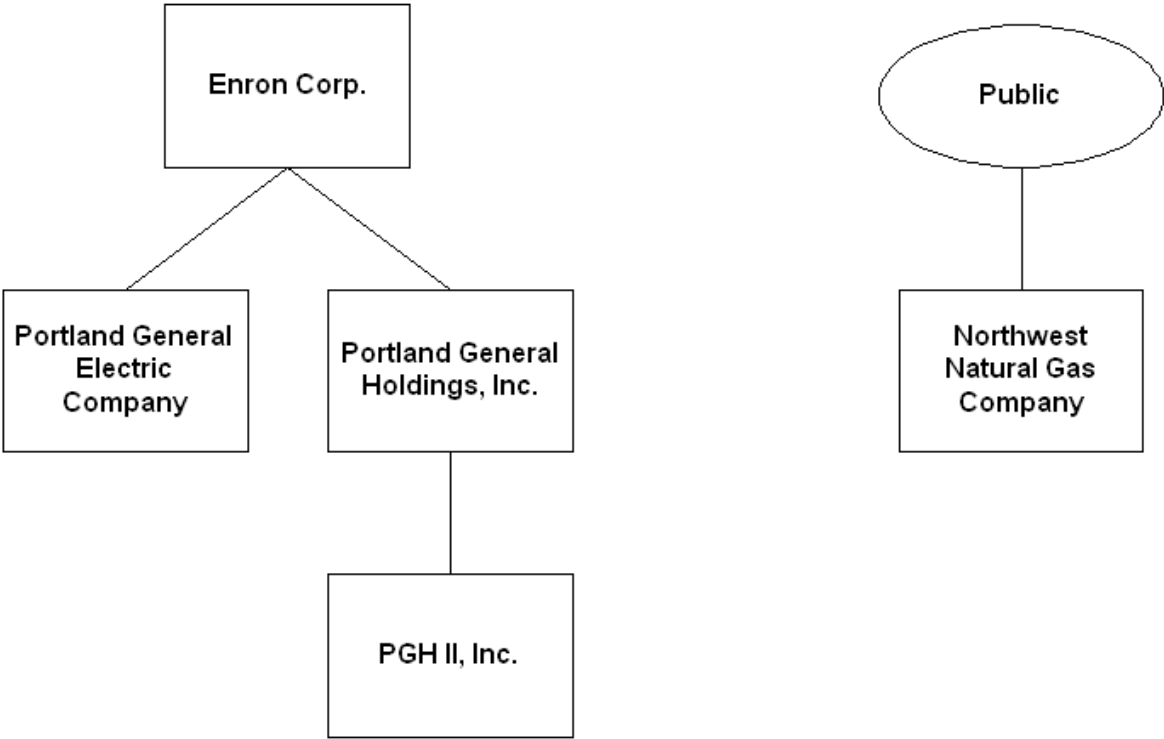 Enron Corp.
Public
Portland General
Electric
Company
Portland General
Holdings, Inc.
Northwest
Natural Gas
Company
PGH II, Inc.